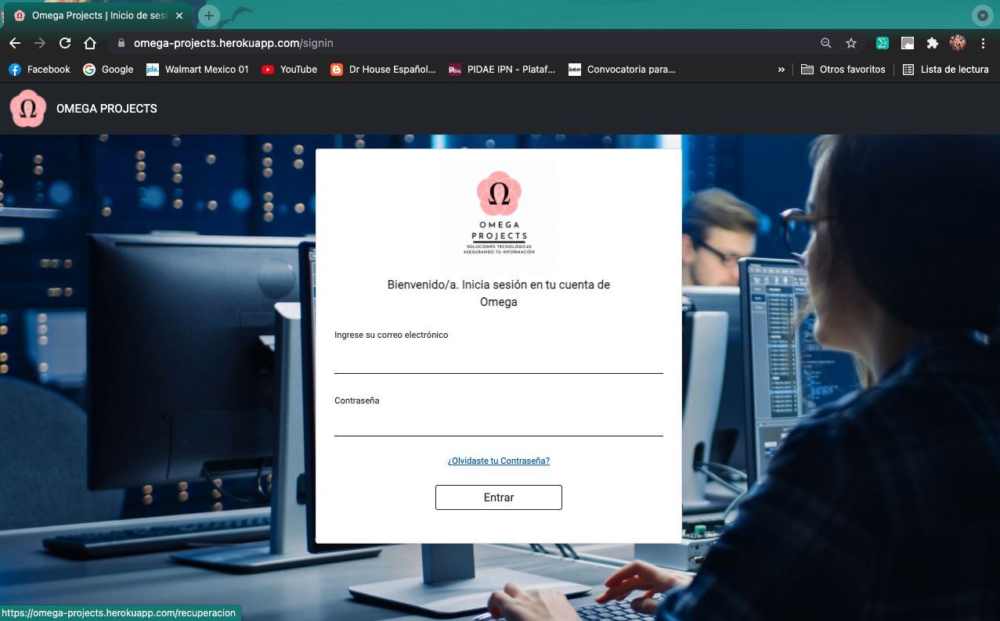 Omega Projects | Inicio de sesi
omega-projects.herokuapp.com/signin
Facebook
Google
jda.
Walmart Mexico 01
YouTube
Dr House Español...
PIDAE IPN - Plataf...
Convocatoria para...
»
Otros favoritos
Lista de lectura
Ω
OMEGA PROJECTS
Ω
OMEGA
PROJECTS
SOLUCIONES TECNOLÓGICAS
ASEGURANDO TU INFORMACIÓN
Bienvenido/a. Inicia sesión en tu cuenta de
Omega
Ingrese su correo electrónico
Contraseña
¿Olvidaste tu Contraseña?
Entrar
https://omega-projects.herokuapp.com/recuperacion